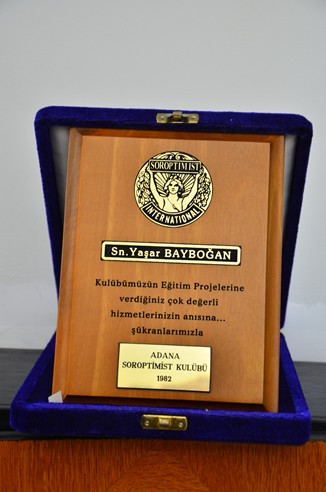 SOROPTIMIST
INTERNATIONAL
Sn.Yaşar BAYBOĞAN
Kulübümüzün Eğitim Projelerine
verdiğiniz çok değerli
hizmetlerinizin anısına...
şükranlarımızla
ADANA
SOROPTİMİST KULÜBÜ
1982